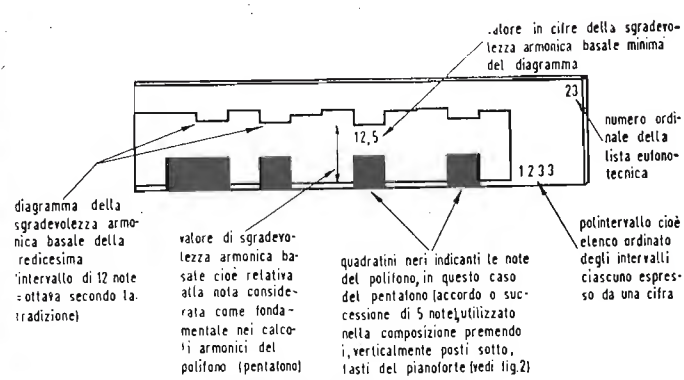 valore in cifre della sgradevo-
lezza armonica basale minima
del diagramma
23
12,5
numero ordi-
nale della
lista eufono-
tecnica
1233
diagramma della
sgradevolezza armo-
nica basale della
tredicesima
intervallo di 12 note
= ottava secondo la
tradizione)
valore di sgradevo-
lezza armonica ba-
sale cioè relativa
alla nota conside-
rata come fonda-
mentale nei calco-
li armonici del
polifono (pentafono)
quadratini neri indicanti le note
del polifono, in questo caso
del pentafono (accordo o suc-
cessione di 5 note), utilizzato
nella composizione premendo
i, verticalmente posti sotto,
tasti del pianoforte (vedi fig.2)
polintervallo cioè
elenco ordinato
degli intervalli
ciascuno espres-
so da una cifra